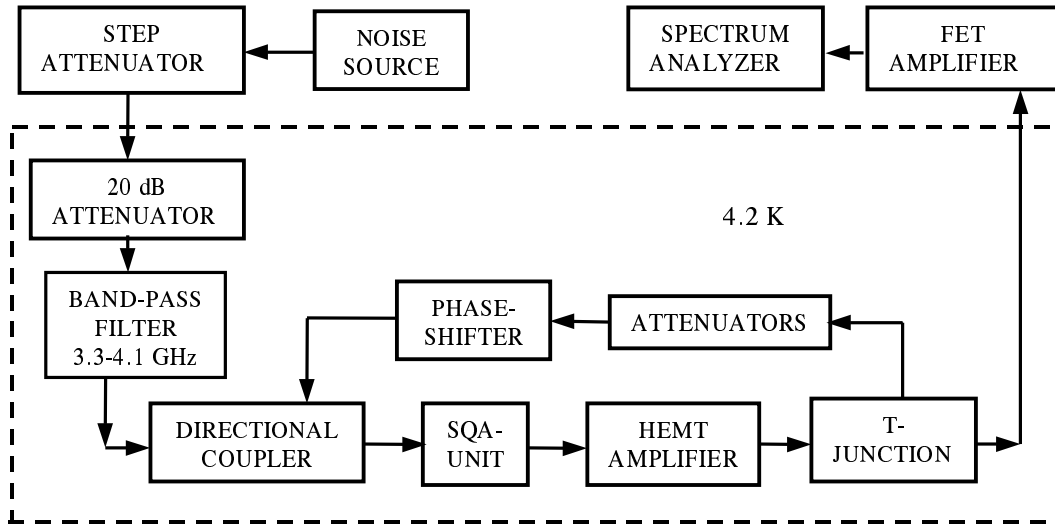 STEP
ATTENUATOR
NOISE
SOURCE
SPECTRUM
ANALYZER
FET
AMPLIFIER
20 dB
ATTENUATOR
4.2 K
BAND-PASS
FILTER
3.3-4.1 GHz
PHASE-
SHIFTER
ATTENUATORS
DIRECTIONAL
COUPLER
SQA-
UNIT
HEMT
AMPLIFIER
T-
JUNCTION